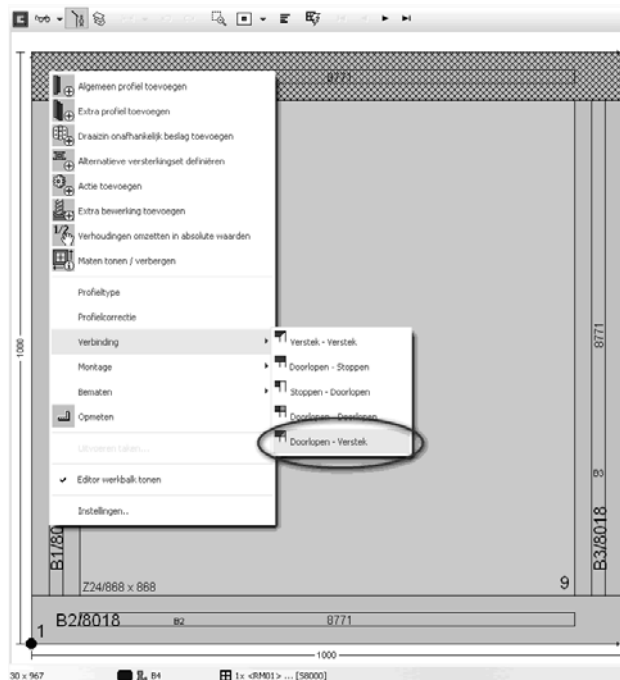 8771
Algemeen profiel toevoegen
Extra profiel toevoegen
Draaizin onafhankelijk beslag toevoegen
Alternatieve versterkingset definiëren
Actie toevoegen
Extra bewerking toevoegen
1/2 Verhoudingen omzetten in absolute waarden
Maten tonen / verbergen
Profieltype
Profielcorrectie
Verbinding
Verstek - Verstek
Montage
Doorlopen - Stoppen
Bematen
Stoppen - Doorlopen
Opmeten
Doorlopen - Doorlopen
Doorlopen - Verstek
Uitvoeren taken...
Editor werkbalk tonen
Instellingen..
1000
8771
B3
B3/8018
B1/80
Z24/868 x 868
9
B2/8018
B2
8771
1
1000
30 x 967
B4
1x <RM01> ... [58000]